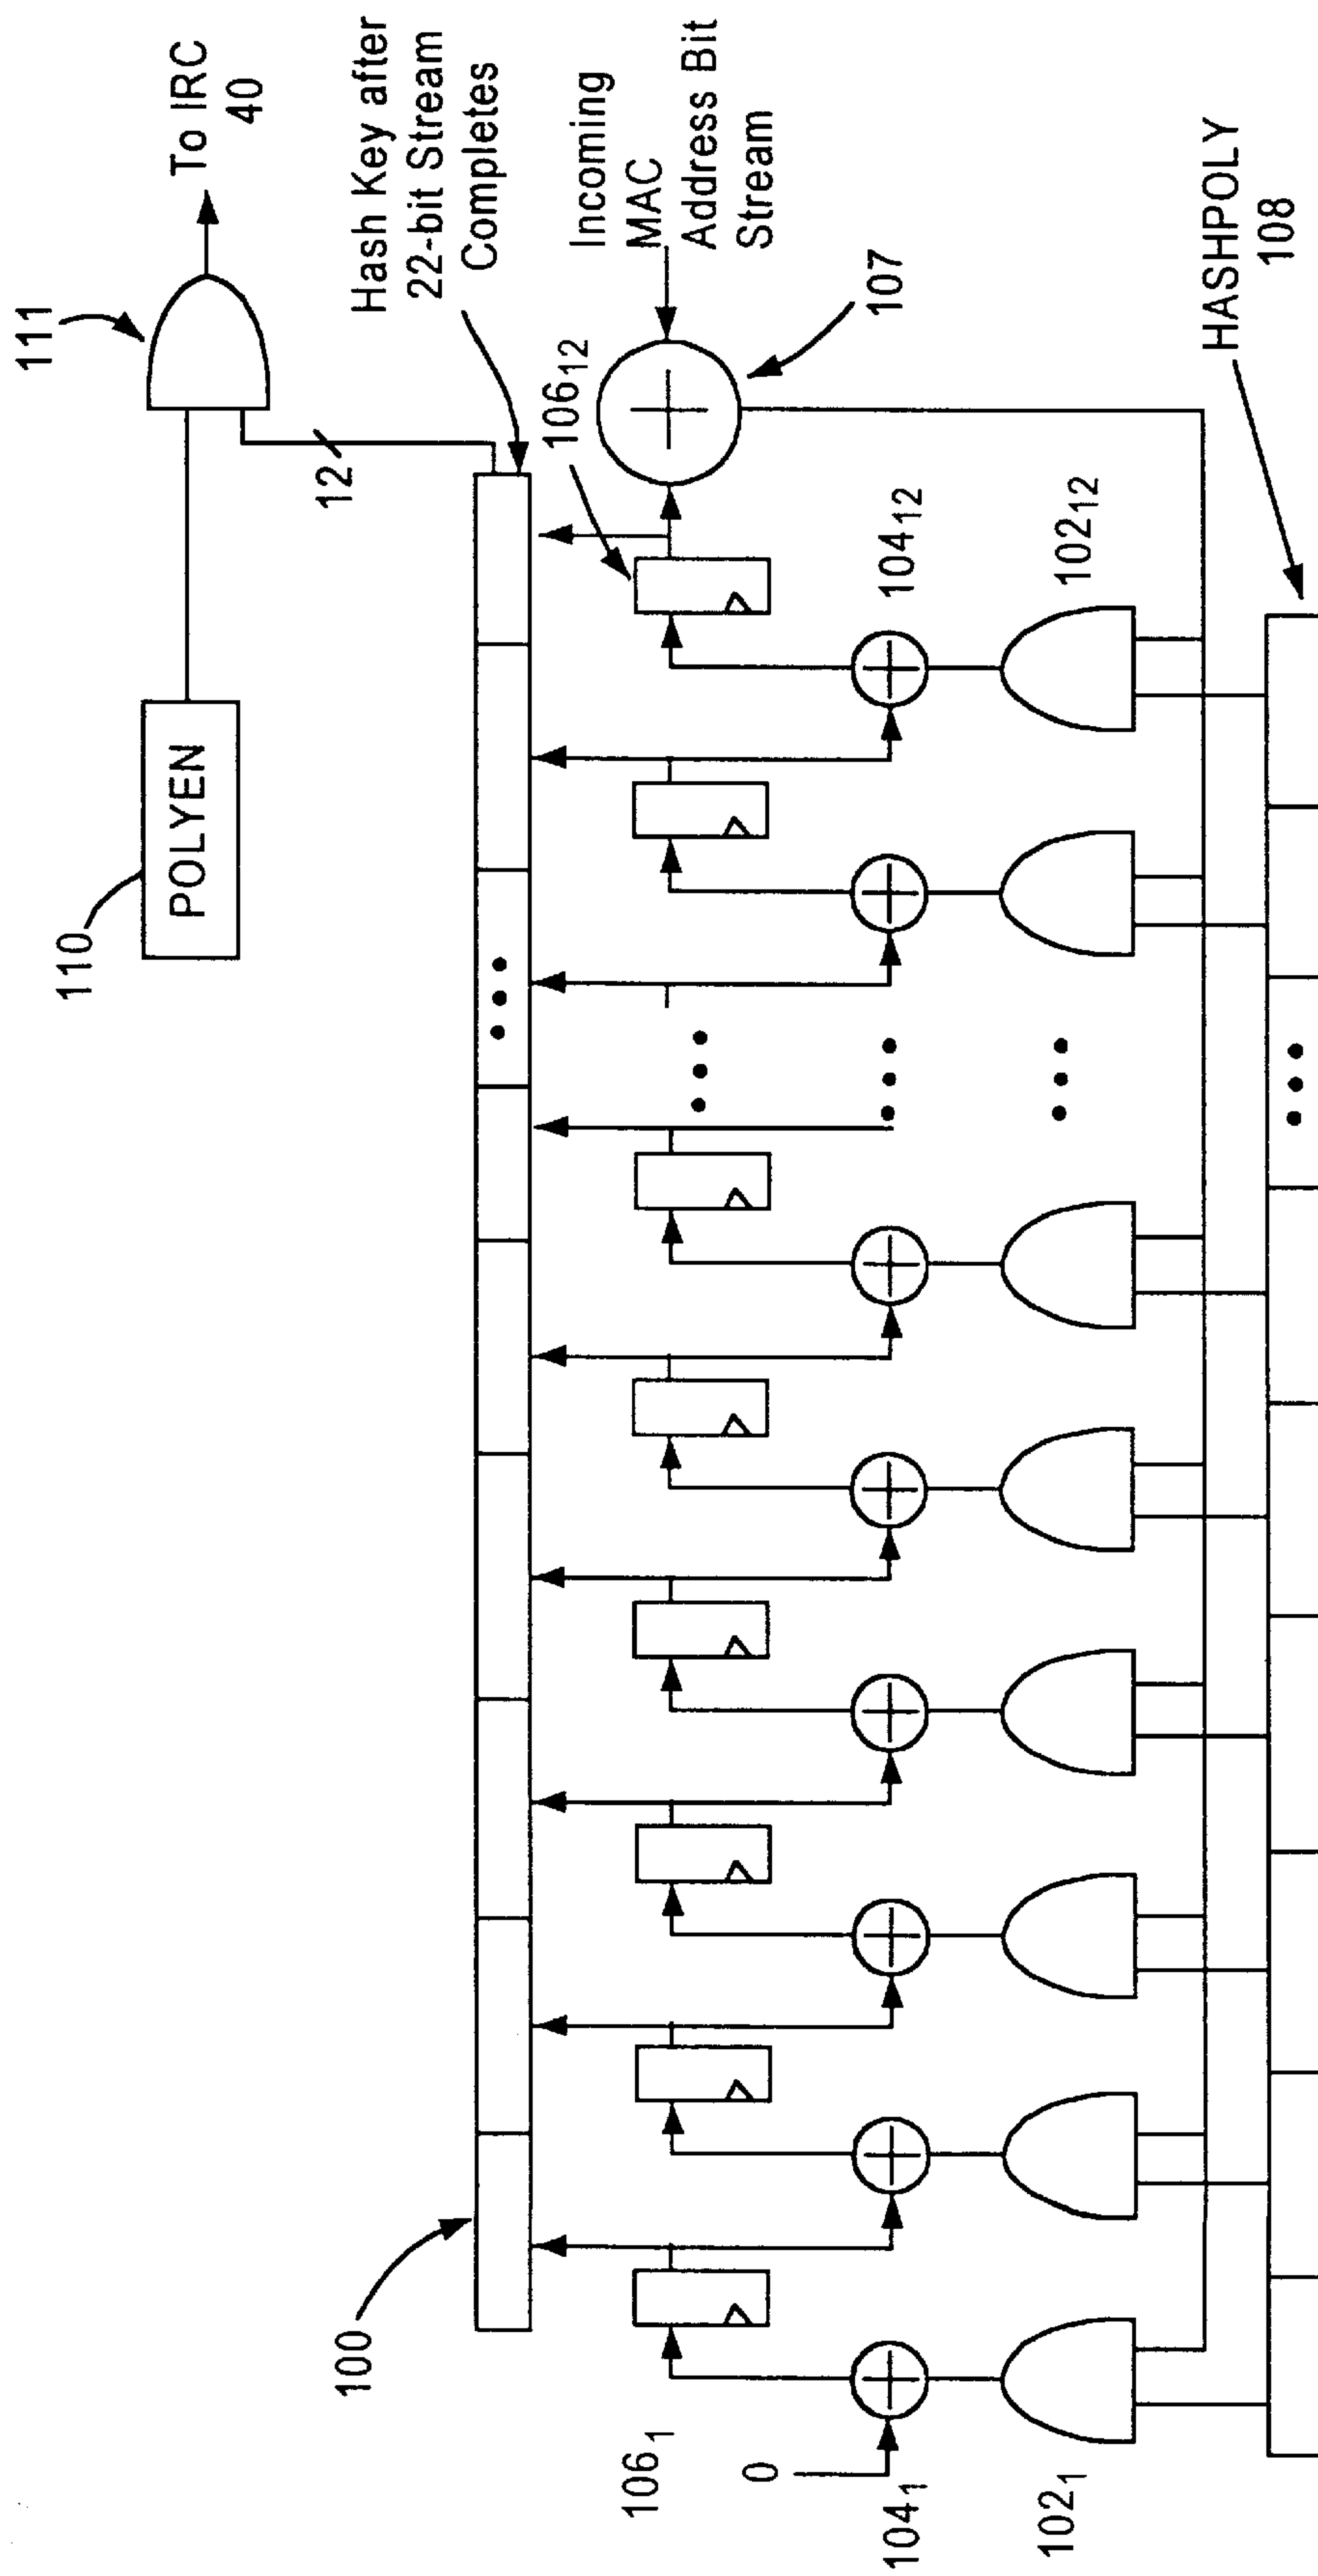 111
To IRC
40
110
POLYEN
12
Hash Key after
22-bit Stream
Completes
100
106₁₂
Incoming
MAC
Address Bit
Stream
107
106₁
0
104₁
104₁₂
102₁
102₁₂
HASHPOLY
108